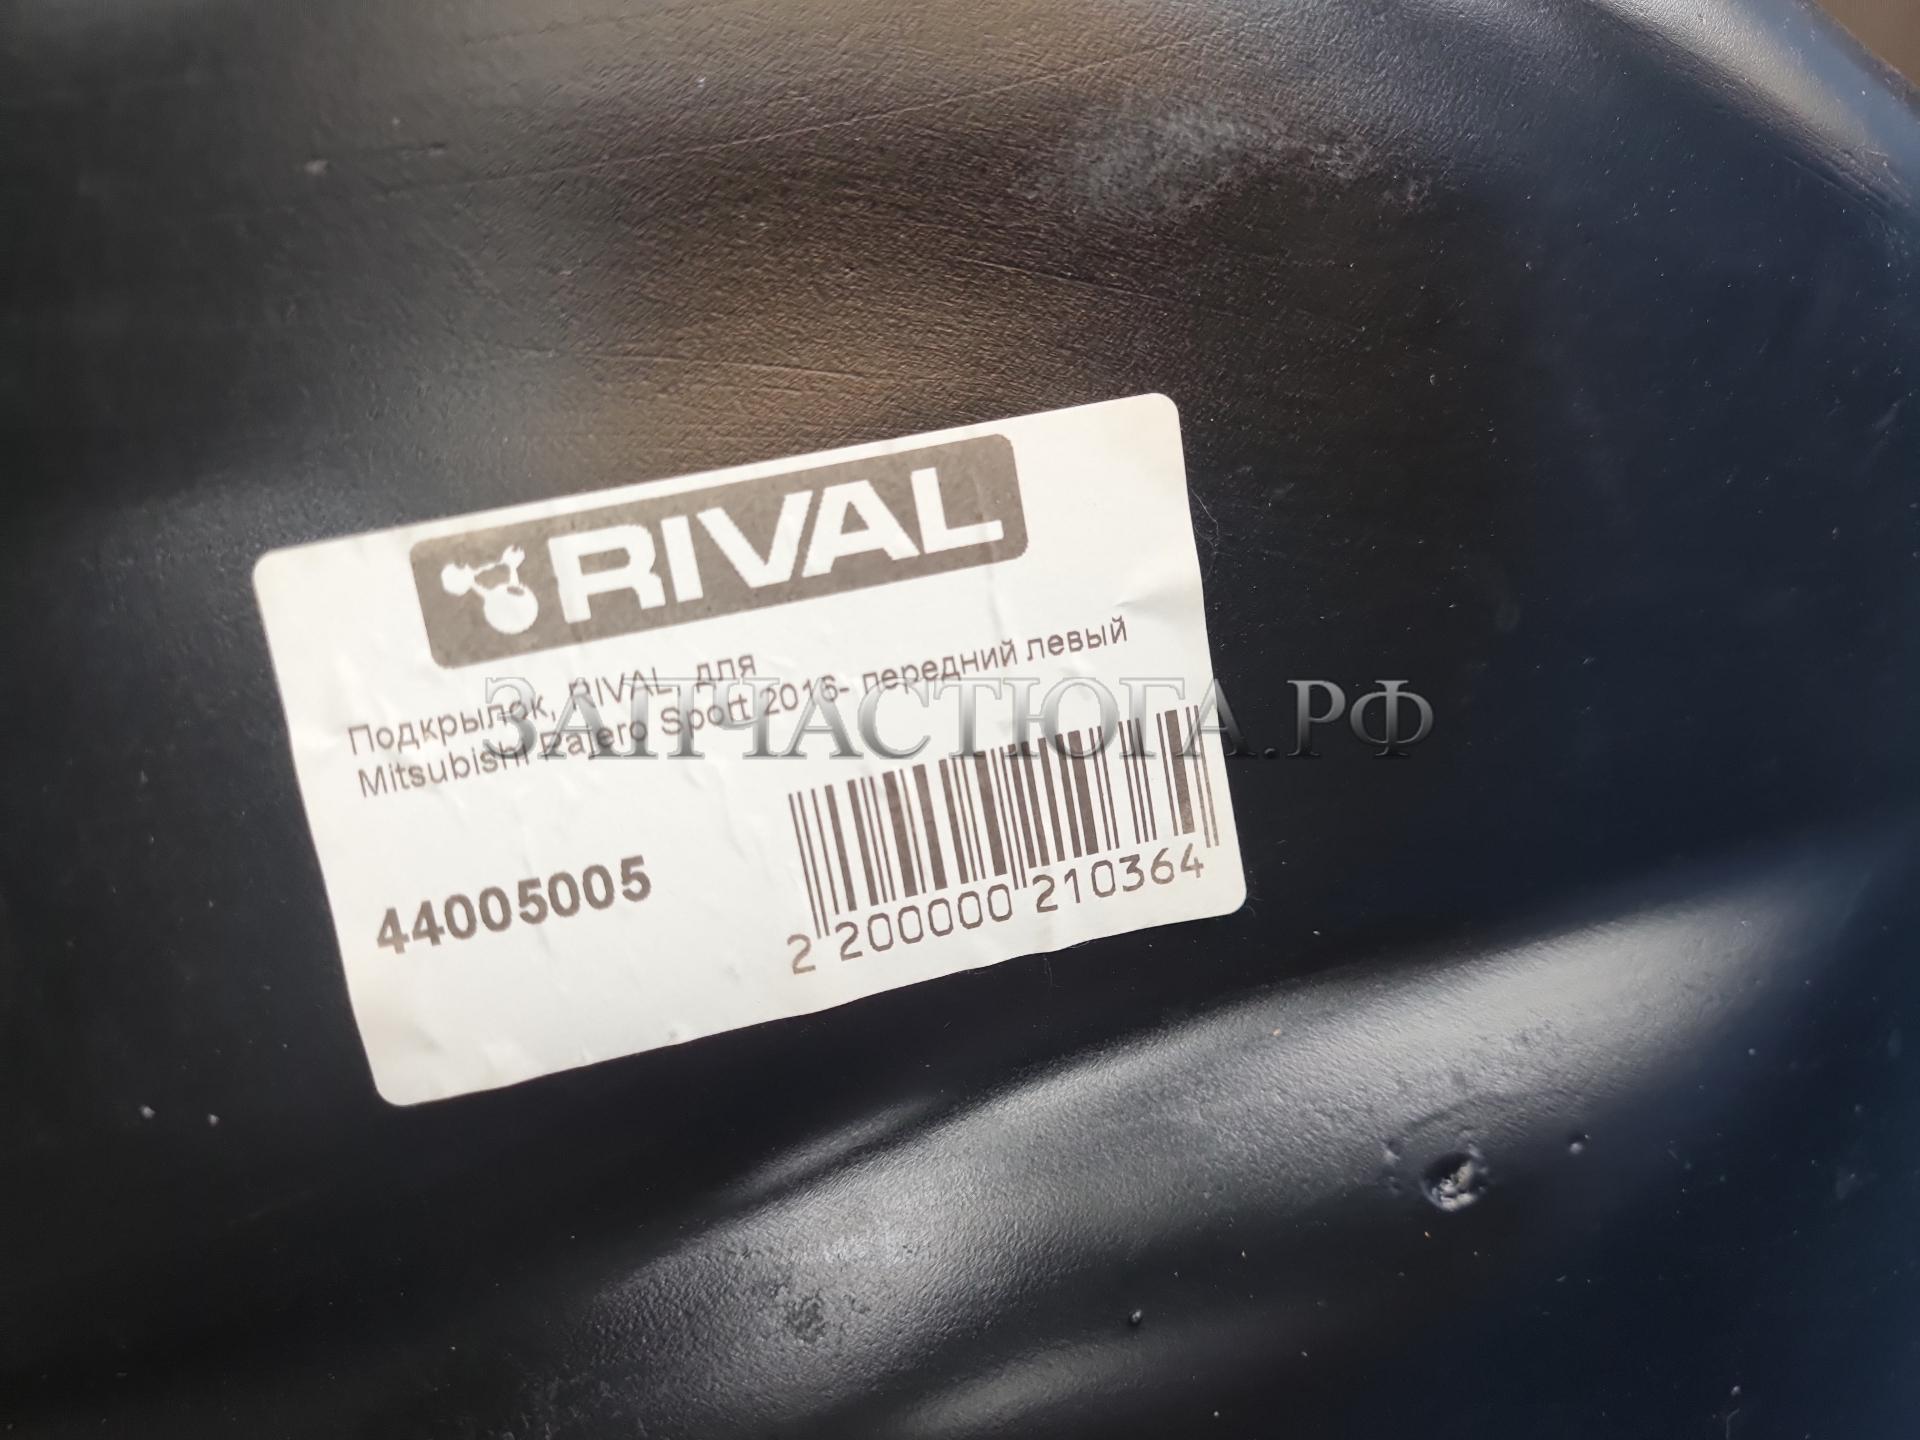 RIVAL
Подкрылок, RIVAL, для
Mitsubishi Pajero Sport 2016- передний левый
ЗАПЧАСТЮГА.РФ
44005005
2 200000 210364